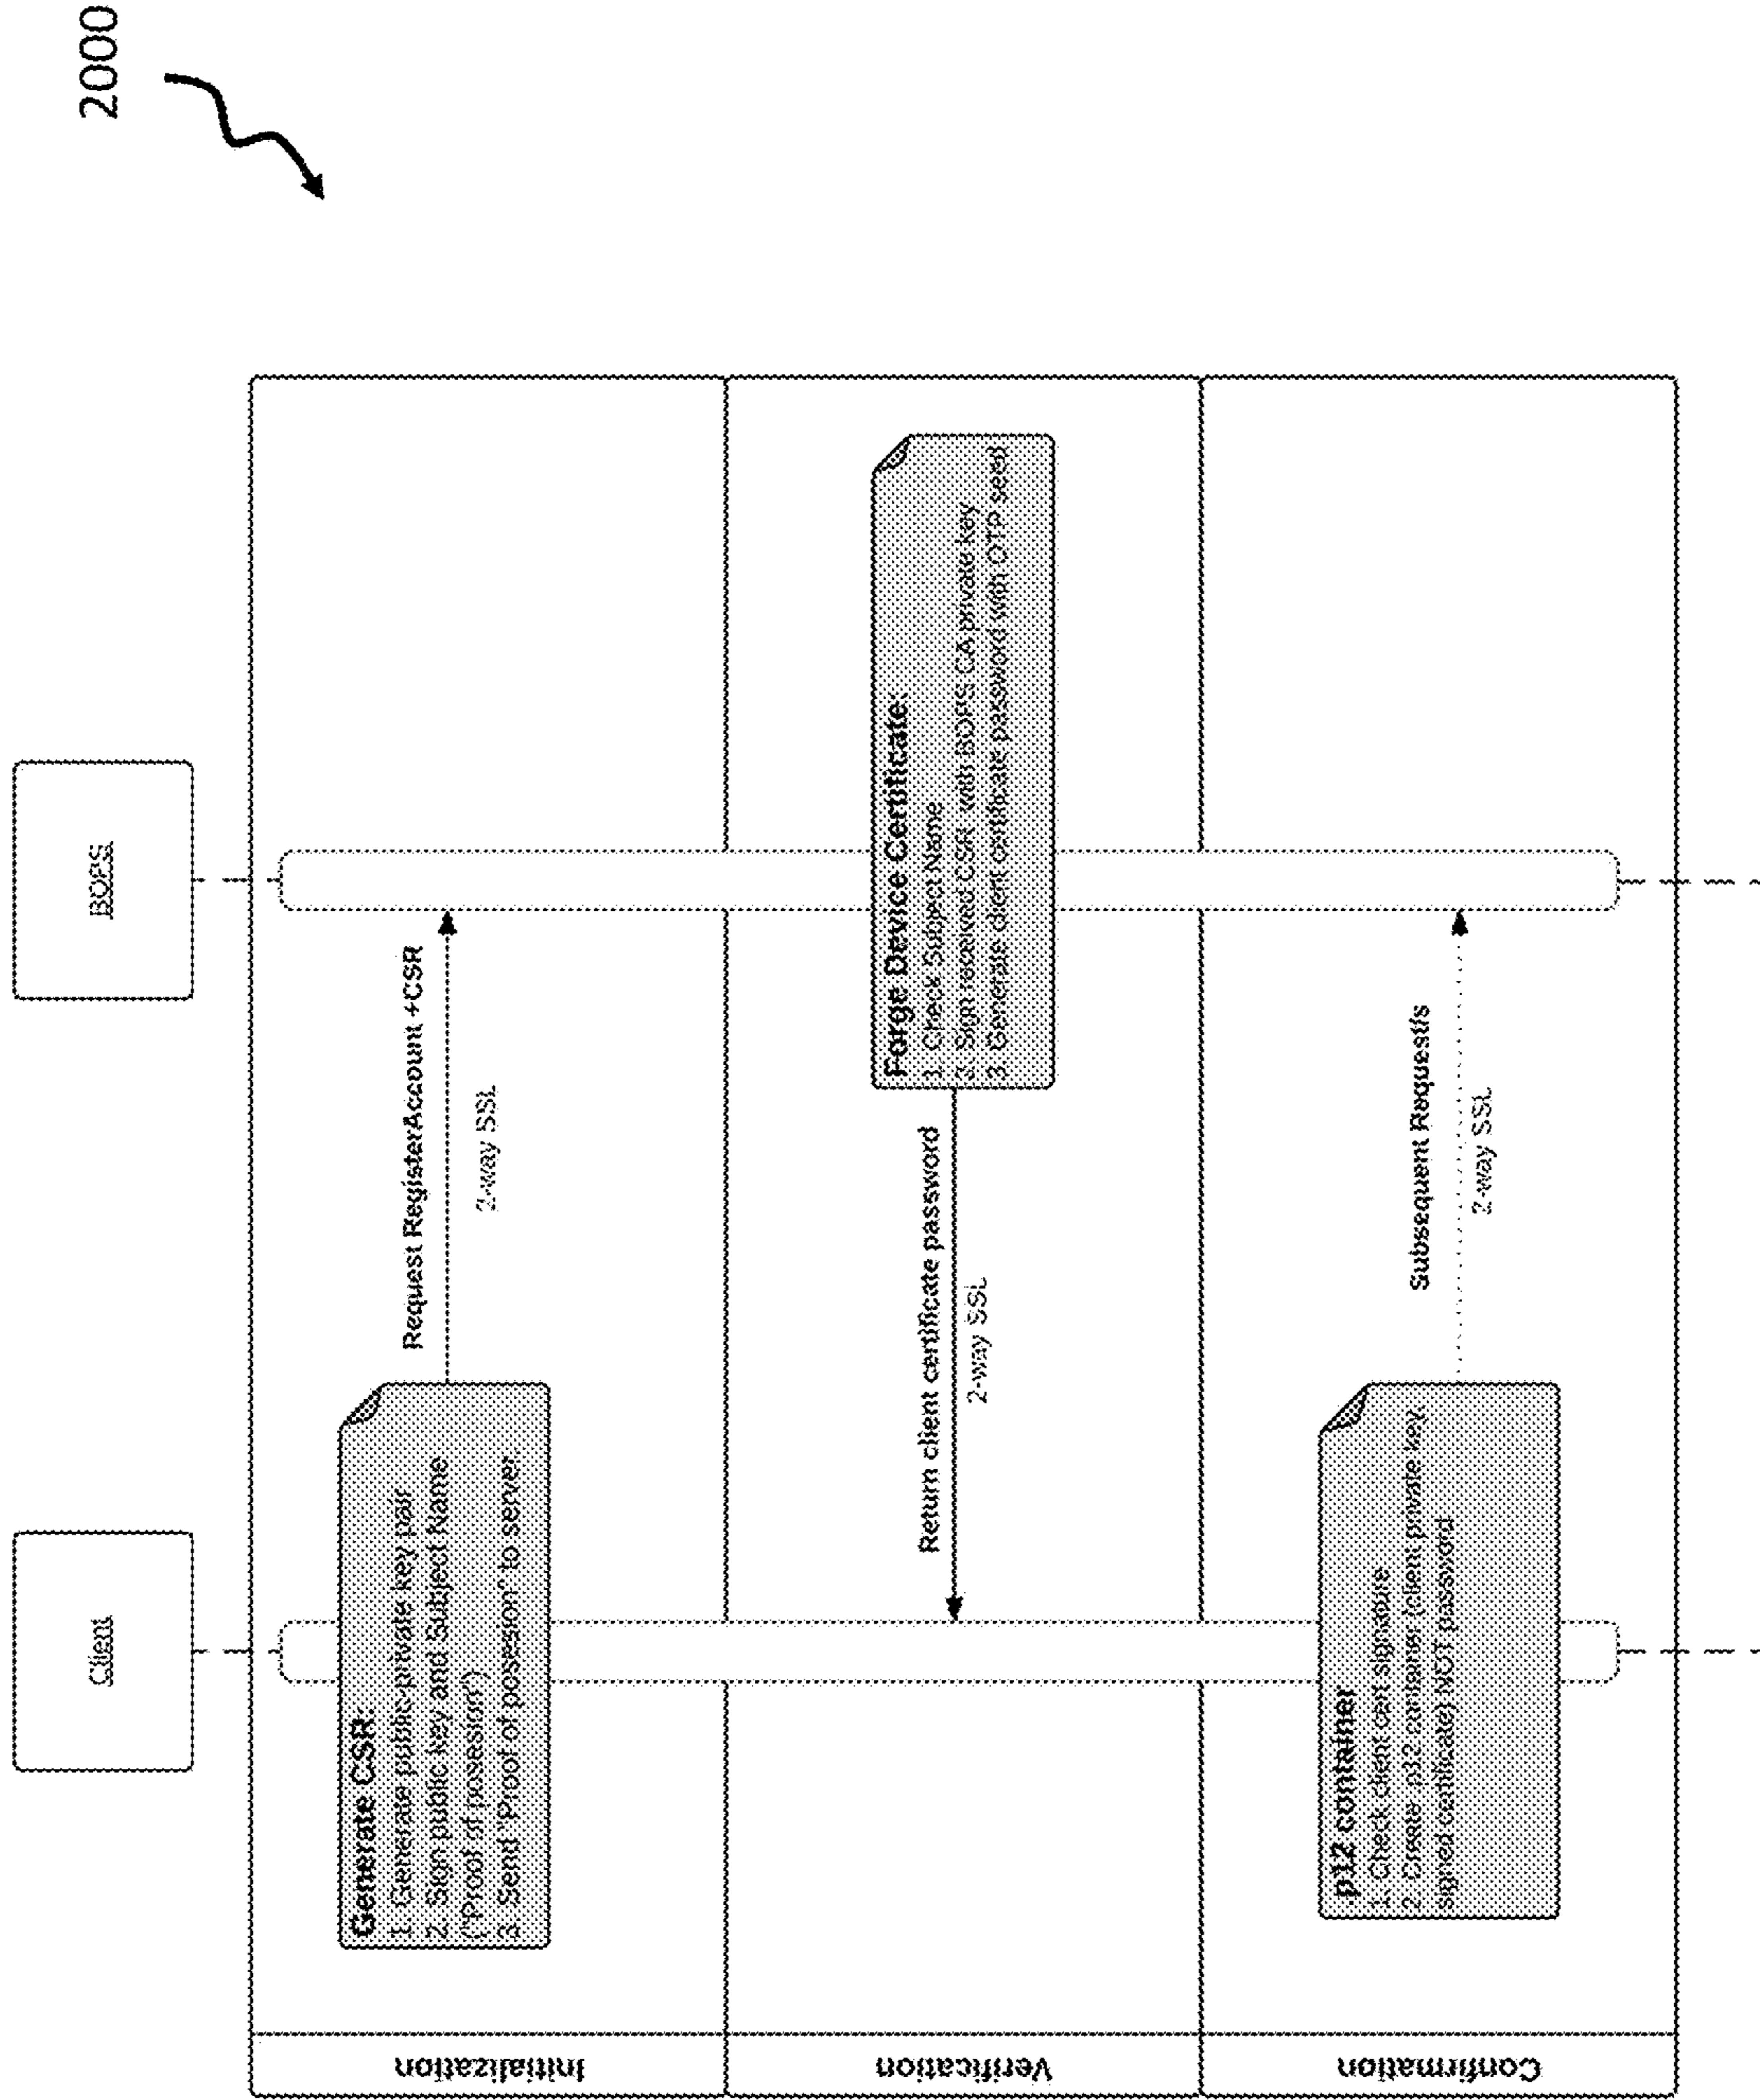 2000
Client
BOPS
Initialization
Generate CSR:
1. Generate public-private key pair
2. Sign public key and Subject Name
("Proof of posession")
3. Send "Proof of posession" to server.
Request RegisterAccount +CSR
2-way SSL
Verification
Forge Device Certificate:
1. Check Subject Name
2. Sign received CSR with BOPS CA private key
3. Generate client certificate password with OTP seed
Return client certificate password
2-way SSL
Confirmation
.p12 container
1. Check client cert signature
2. Create .p12 container (client private key,
signed certificate) NOT password
Subsequent Requestis
2-way SSL